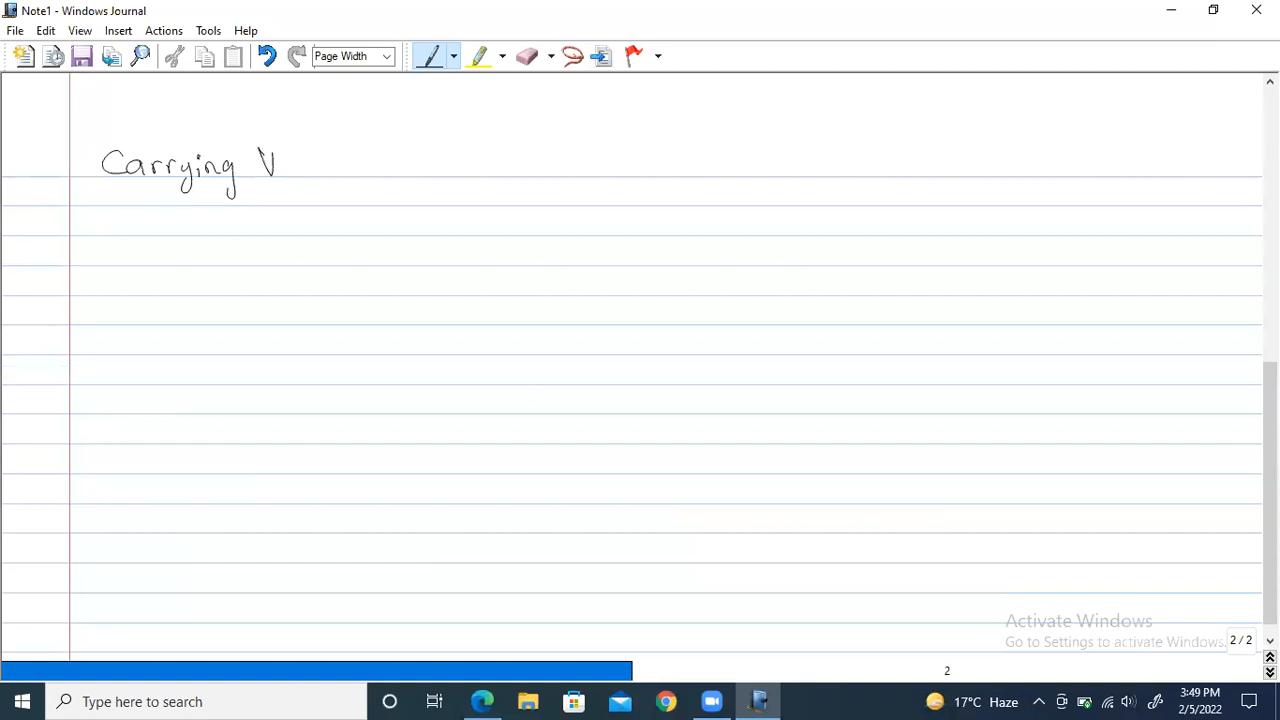 Note1 - Windows Journal
File Edit View Insert Actions Tools Help
Page Width
Carrying V
Activate Windows
Go to Settings to activate Windows.
2 / 2
2
Type here to search
17°C Haze
3:49 PM
2/5/2022